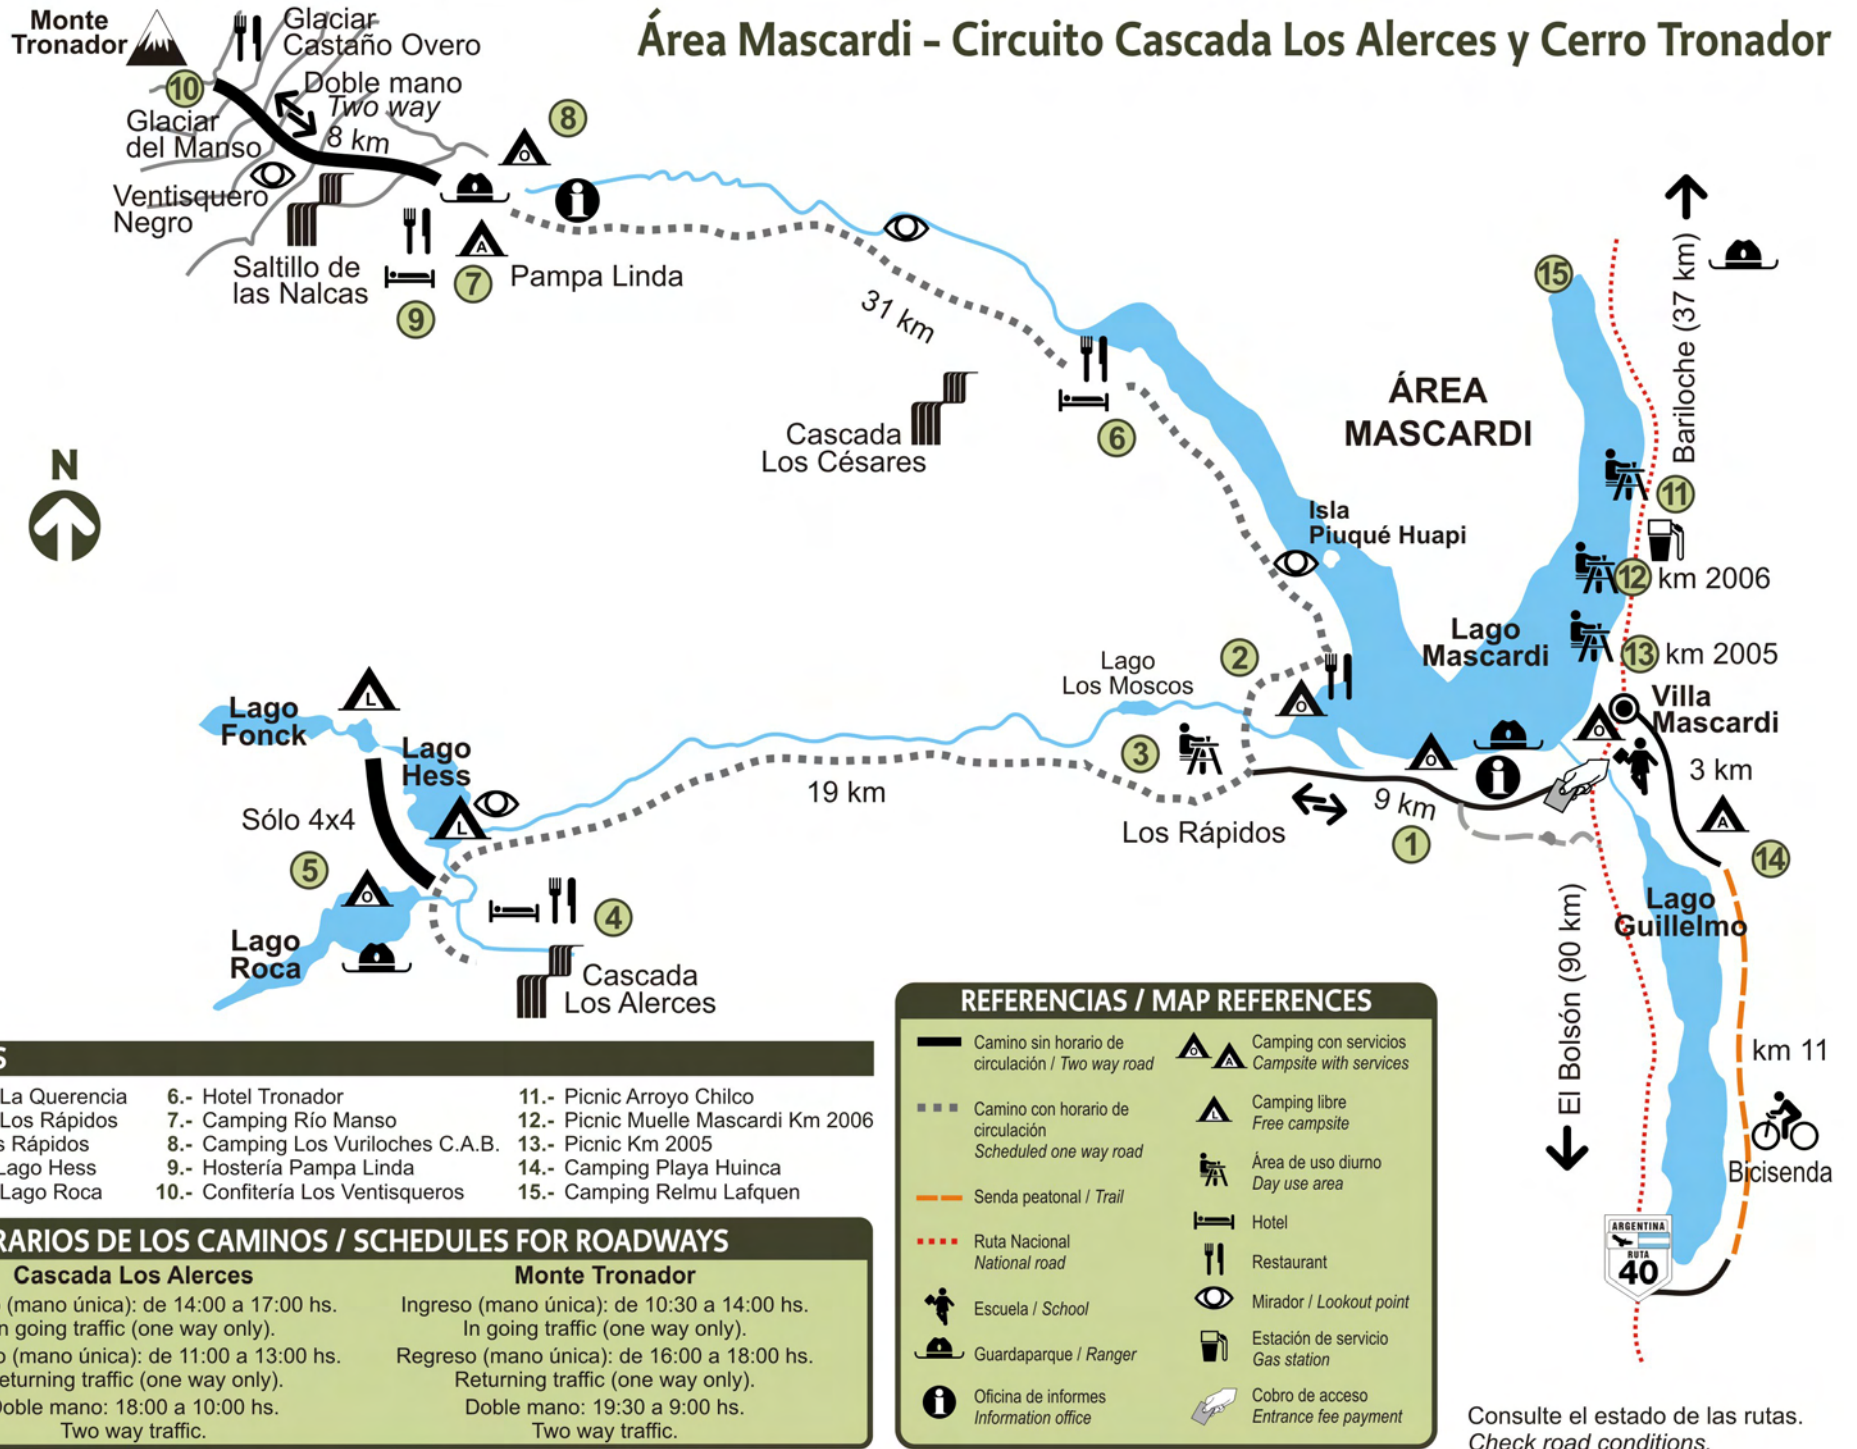 Área Mascardi - Circuito Cascada Los Alerces y Cerro Tronador
Monte
Tronador
Glaciar
Castaño Overo
Doble mano
Two way
8 km
10
Glaciar
del Manso
Ventisquero
Negro
Saltillo de
las Nalcas
8
O
i
A
7
Pampa Linda
9
31 km
Cascada
Los Césares
6
N
ÁREA
MASCARDI
15
Bariloche (37 km)
11
12
km 2006
13
km 2005
Isla
Piuqué Huapi
Lago
Mascardi
Villa
Mascardi
3 km
A
14
2
O
Lago
Los Moscos
3
Los Rápidos
O
i
O
9 km
1
19 km
L
Lago
Fonck
Lago
Hess
L
Sólo 4x4
5
O
Lago
Roca
4
Cascada
Los Alerces
Lago
Guillelmo
El Bolsón (90 km)
km 11
Bicisenda
ARGENTINA
RUTA
40
S
La Querencia
Los Rápidos
s Rápidos
Lago Hess
Lago Roca
6.- Hotel Tronador
7.- Camping Río Manso
8.- Camping Los Vuriloches C.A.B.
9.- Hostería Pampa Linda
10.- Confitería Los Ventisqueros
11.- Picnic Arroyo Chilco
12.- Picnic Muelle Mascardi Km 2006
13.- Picnic Km 2005
14.- Camping Playa Huinca
15.- Camping Relmu Lafquen
RARIOS DE LOS CAMINOS / SCHEDULES FOR ROADWAYS
Cascada Los Alerces
(mano única): de 14:00 a 17:00 hs.
n going traffic (one way only).
o (mano única): de 11:00 a 13:00 hs.
eturning traffic (one way only).
oble mano: 18:00 a 10:00 hs.
Two way traffic.
Monte Tronador
Ingreso (mano única): de 10:30 a 14:00 hs.
In going traffic (one way only).
Regreso (mano única): de 16:00 a 18:00 hs.
Returning traffic (one way only).
Doble mano: 19:30 a 9:00 hs.
Two way traffic.
REFERENCIAS / MAP REFERENCES
Camino sin horario de
circulación / Two way road
Camino con horario de
circulación
Scheduled one way road
Senda peatonal / Trail
Ruta Nacional
National road
Escuela / School
Guardaparque / Ranger
i
Oficina de informes
Information office
O
A
Camping con servicios
Campsite with services
L
Camping libre
Free campsite
Área de uso diurno
Day use area
Hotel
Restaurant
Mirador / Lookout point
Estación de servicio
Gas station
Cobro de acceso
Entrance fee payment
Consulte el estado de las rutas.
Check road conditions.